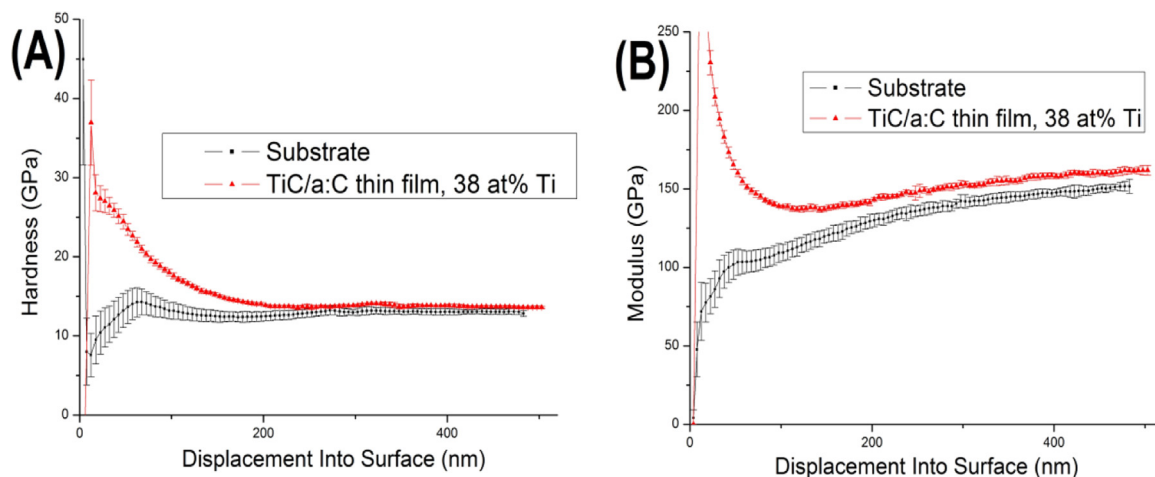 (A)
50
40
30
20
10
0
Hardness (GPa)
Substrate
TiC/a:C thin film, 38 at% Ti
0
200
400
Displacement Into Surface (nm)
(B)
250
200
150
100
50
0
Modulus (GPa)
Substrate
TiC/a:C thin film, 38 at% Ti
0
200
400
Displacement Into Surface (nm)